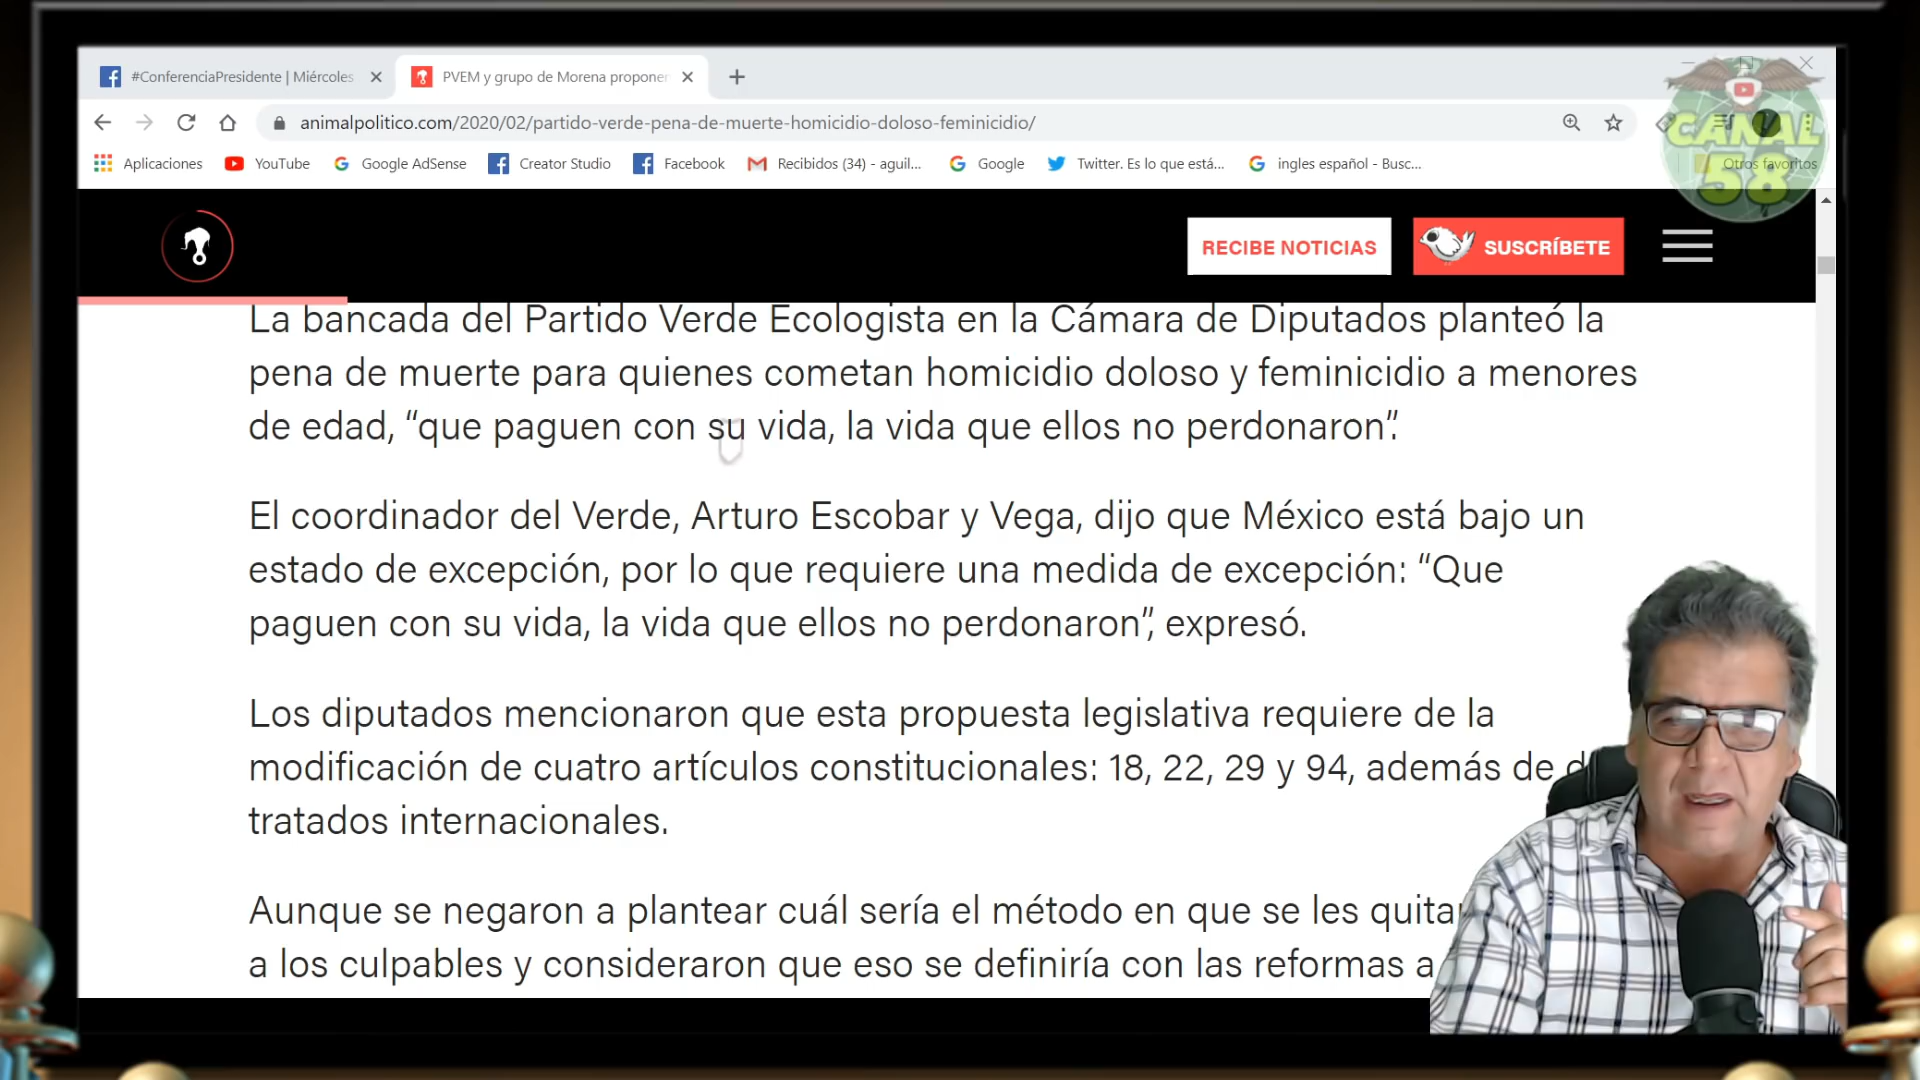 #ConferenciaPresidente | Miércoles
PVEM y grupo de Morena proponen
animalpolitico.com/2020/02/partido-verde-pena-de-muerte-homicidio-doloso-feminicidio/
Aplicaciones YouTube Google AdSense Creator Studio Facebook Recibidos (34) - aguil... Google Twitter. Es lo que está... ingles español - Busc... Otros favoritos
CANAL
58
RECIBE NOTICIAS SUSCRÍBETE
La bancada del Partido Verde Ecologista en la Cámara de Diputados planteó la
pena de muerte para quienes cometan homicidio doloso y feminicidio a menores
de edad, “que paguen con su vida, la vida que ellos no perdonaron”.
El coordinador del Verde, Arturo Escobar y Vega, dijo que México está bajo un
estado de excepción, por lo que requiere una medida de excepción: “Que
paguen con su vida, la vida que ellos no perdonaron”, expresó.
Los diputados mencionaron que esta propuesta legislativa requiere de la
modificación de cuatro artículos constitucionales: 18, 22, 29 y 94, además de
tratados internacionales.
Aunque se negaron a plantear cuál sería el método en que se les
a los culpables y consideraron que eso se definiría con las reformas a